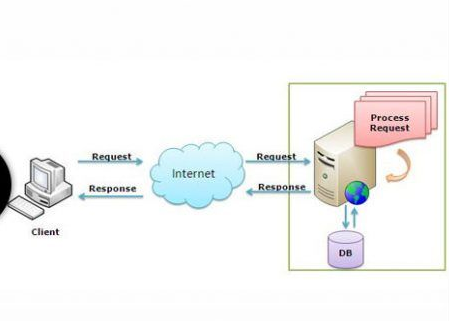 Process
Request
Request
Request
Internet
Response
Response
Client
DB